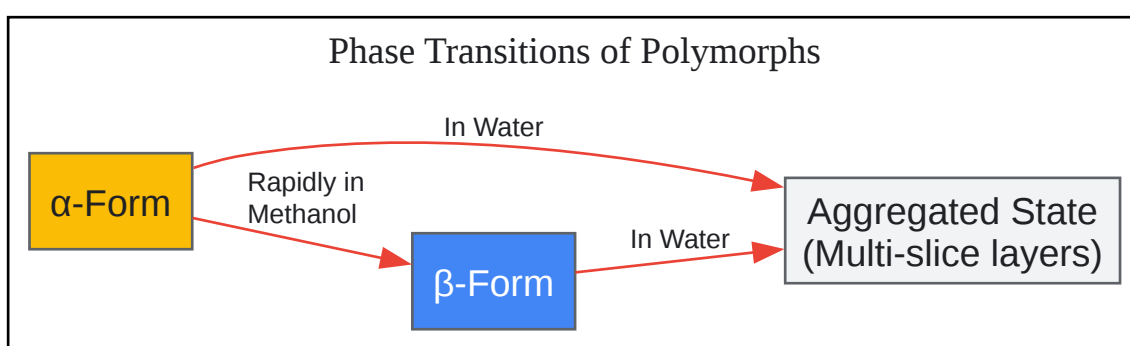 Phase Transitions of Polymorphs
In Water
α-Form
Rapidly in
Methanol
Aggregated State
(Multi-slice layers)
In Water
β-Form